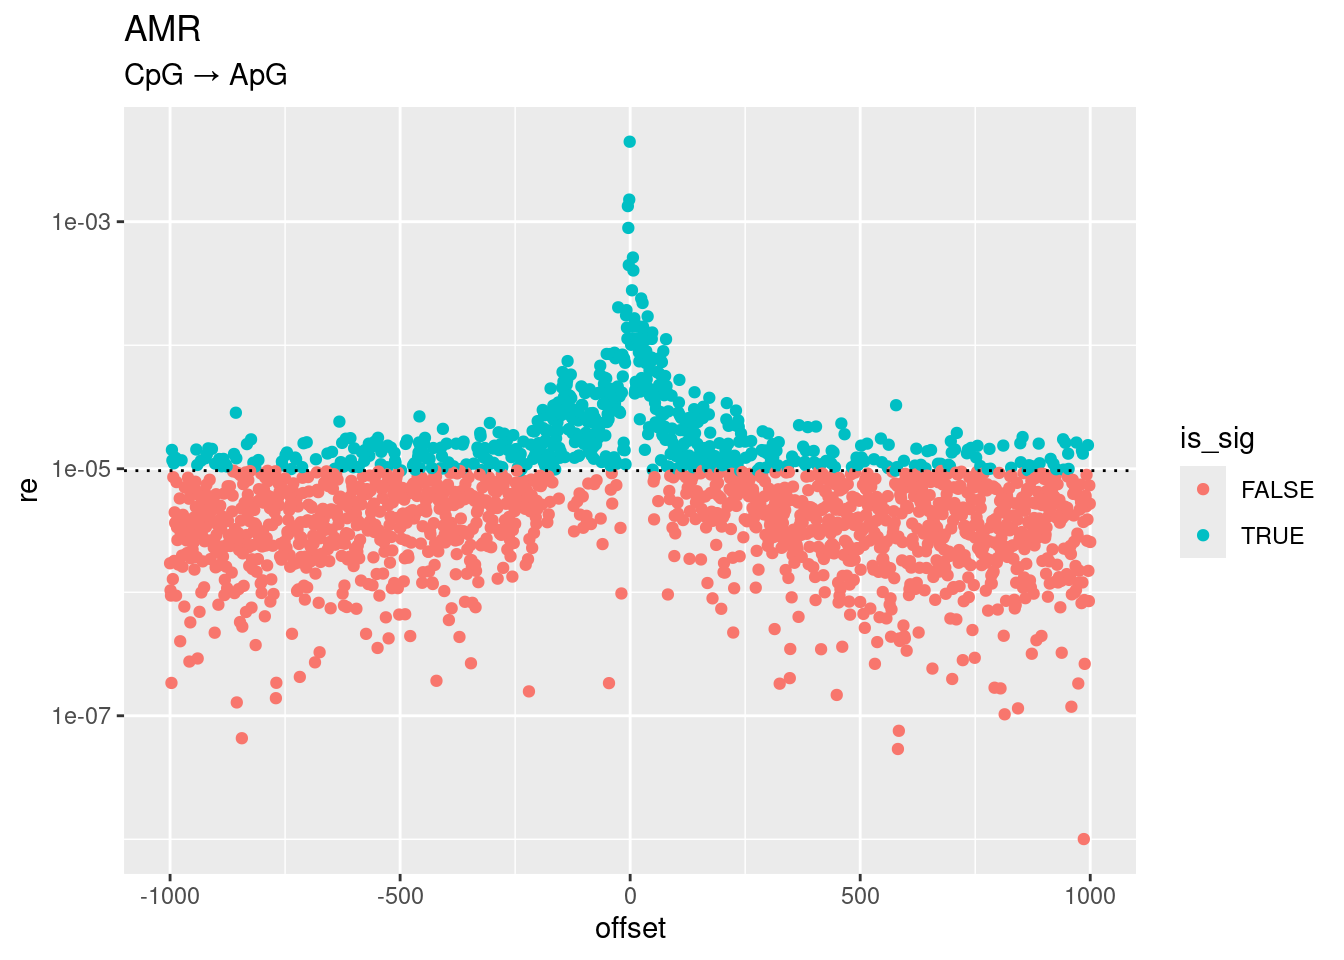 AMR
CpG → ApG
1e-03
1e-05
1e-07
re
-1000
-500
0
500
1000
offset
is_sig
FALSE
TRUE